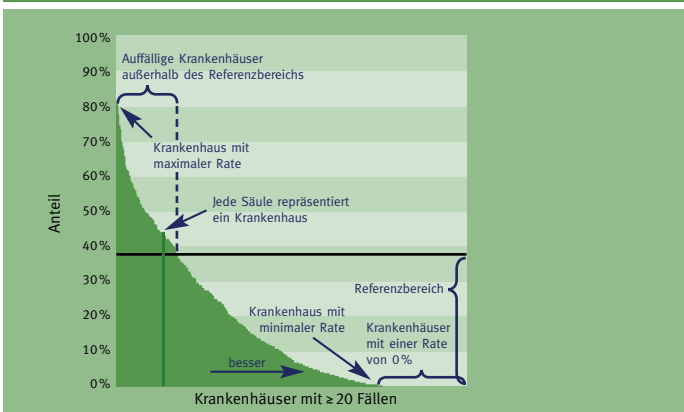 100%
Auffällige Krankenhäuser
außerhalb des Referenzbereichs
90%
80%
70%
Krankenhaus mit
maximaler Rate
60%
Jede Säule repräsentiert
ein Krankenhaus
50%
Anteil
40%
30%
Referenzbereich
Krankenhaus mit
minimaler Rate
20%
Krankenhäuser
mit einer Rate
von 0%
10%
besser
0%
Krankenhäuser mit ≥ 20 Fällen